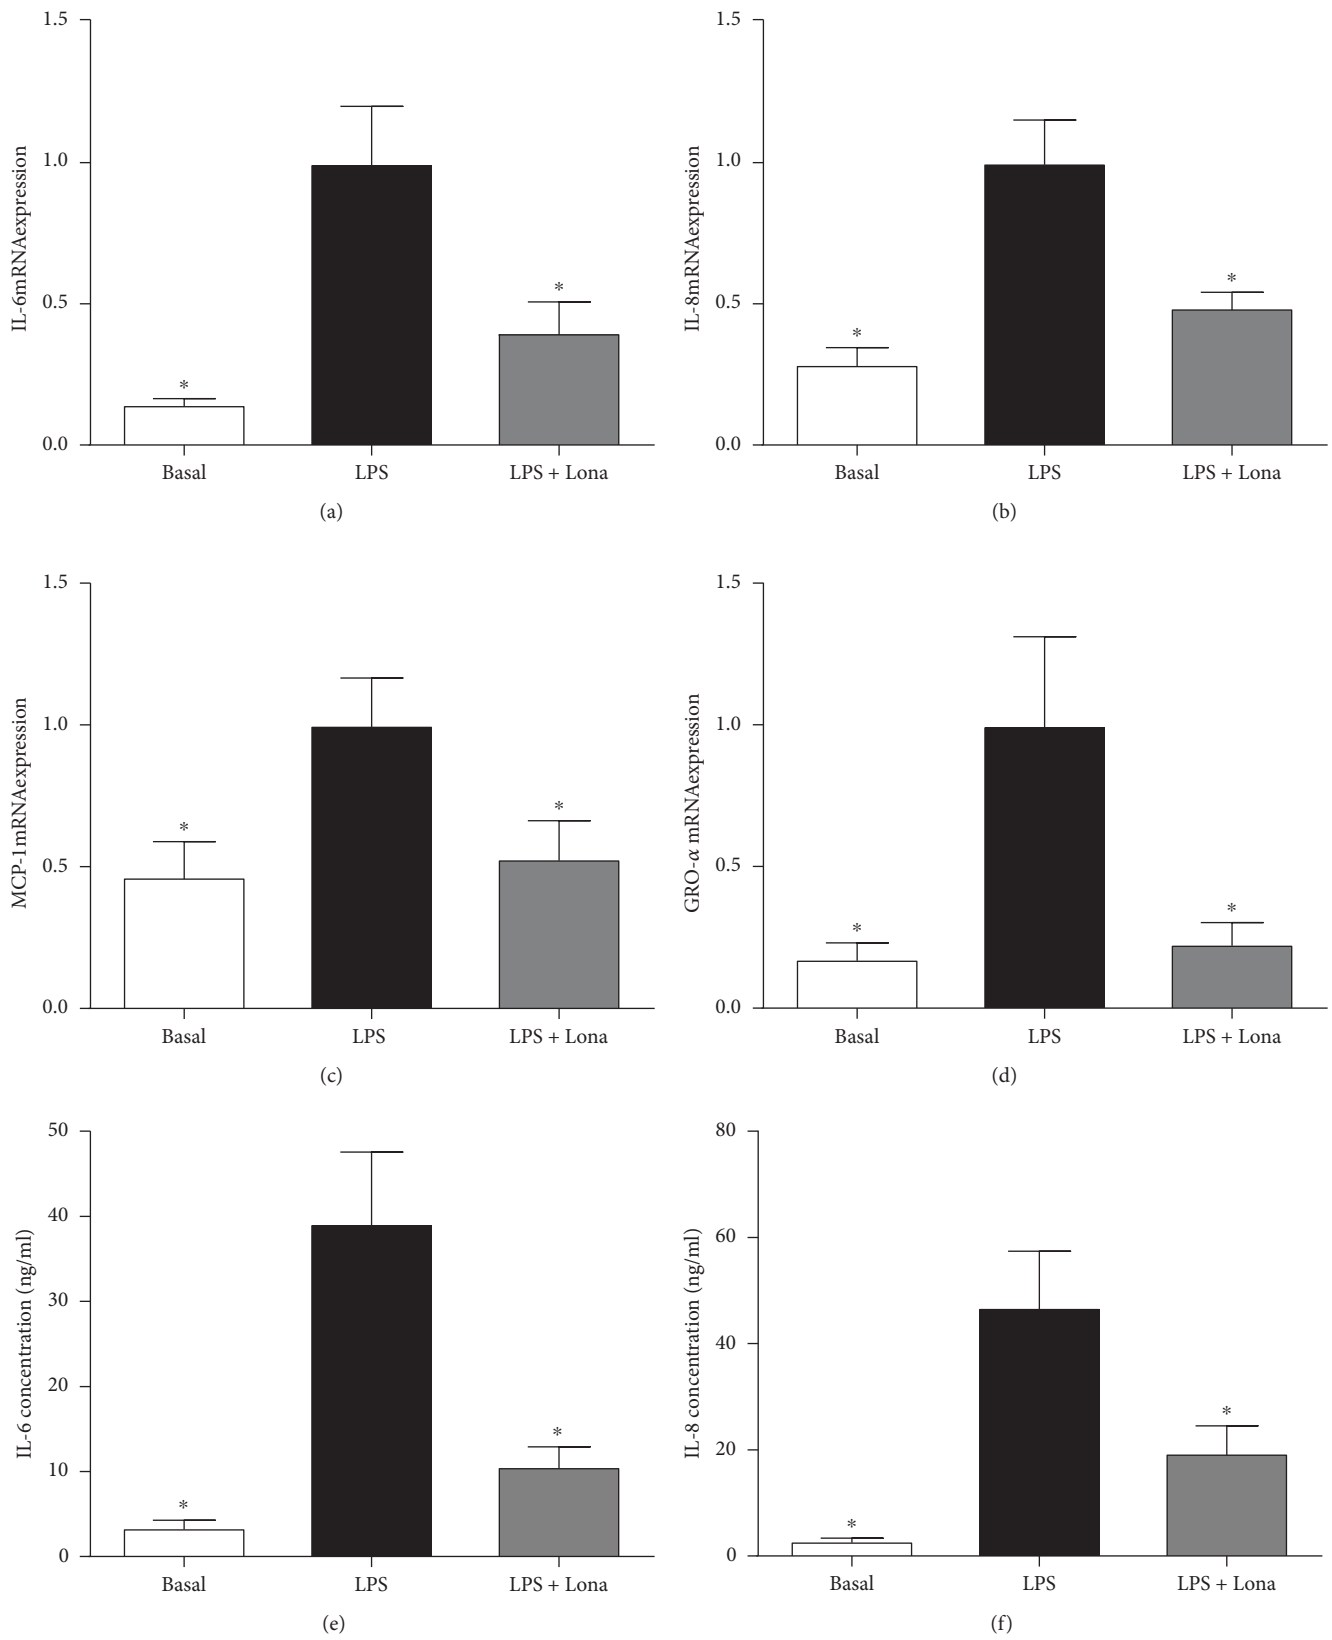 IL-6mRNAexpression
1.5
1.0
0.5
0.0
*
*
Basal
LPS
LPS + Lona
(a)
IL-8mRNAexpression
1.5
1.0
0.5
0.0
*
*
Basal
LPS
LPS + Lona
(b)
MCP-1mRNAexpression
1.5
1.0
0.5
0.0
*
*
Basal
LPS
LPS + Lona
(c)
GRO-α mRNAexpression
1.5
1.0
0.5
0.0
*
*
Basal
LPS
LPS + Lona
(d)
IL-6 concentration (ng/ml)
50
40
30
20
10
0
*
*
Basal
LPS
LPS + Lona
(e)
IL-8 concentration (ng/ml)
80
60
40
20
0
*
*
Basal
LPS
LPS + Lona
(f)